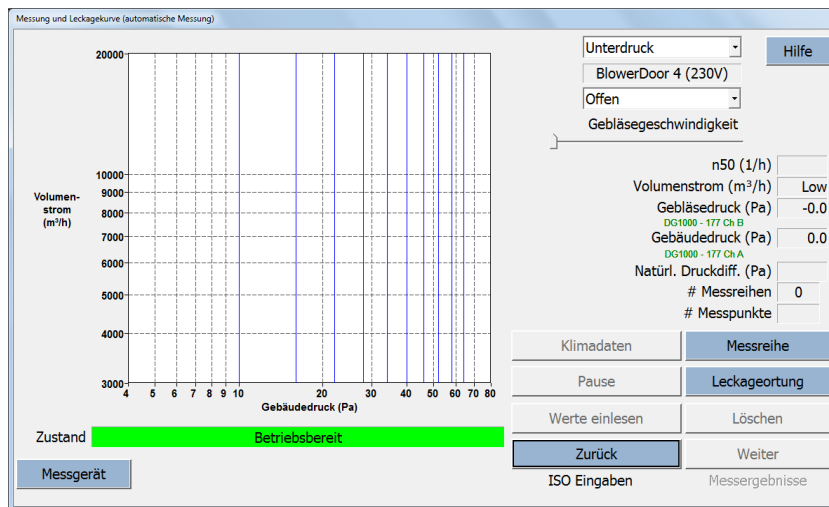 Messung und Leckagekurve (automatische Messung)
Unterdruck
Hilfe
BlowerDoor 4 (230V)
Offen
Gebläsegeschwindigkeit
20000
10000
9000
8000
7000
6000
5000
4000
3000
Volumen-
strom
(m³/h)
4 5 6 7 8 9 10 20 30 40 50 60 70 80
Gebäudedruck (Pa)
n50 (1/h)
Volumenstrom (m³/h) Low
Gebläsedruck (Pa) -0.0
DG1000 - 177 Ch B
Gebäudedruck (Pa) 0.0
DG1000 - 177 Ch A
Natürl. Druckdiff. (Pa)
# Messreihen 0
# Messpunkte
Klimadaten Messreihe
Pause Leckageortung
Werte einlesen Löschen
Zustand Betriebsbereit
Zurück Weiter
Messgerät
ISO Eingaben Messergebnisse